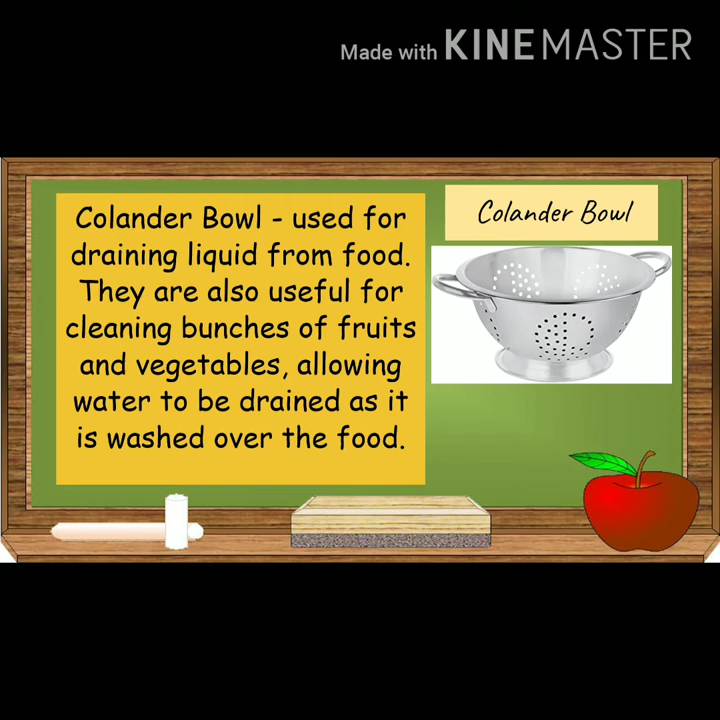 Made with KINEMASTER
Colander Bowl
Colander Bowl - used for
draining liquid from food.
They are also useful for
cleaning bunches of fruits
and vegetables, allowing
water to be drained as it
is washed over the food.